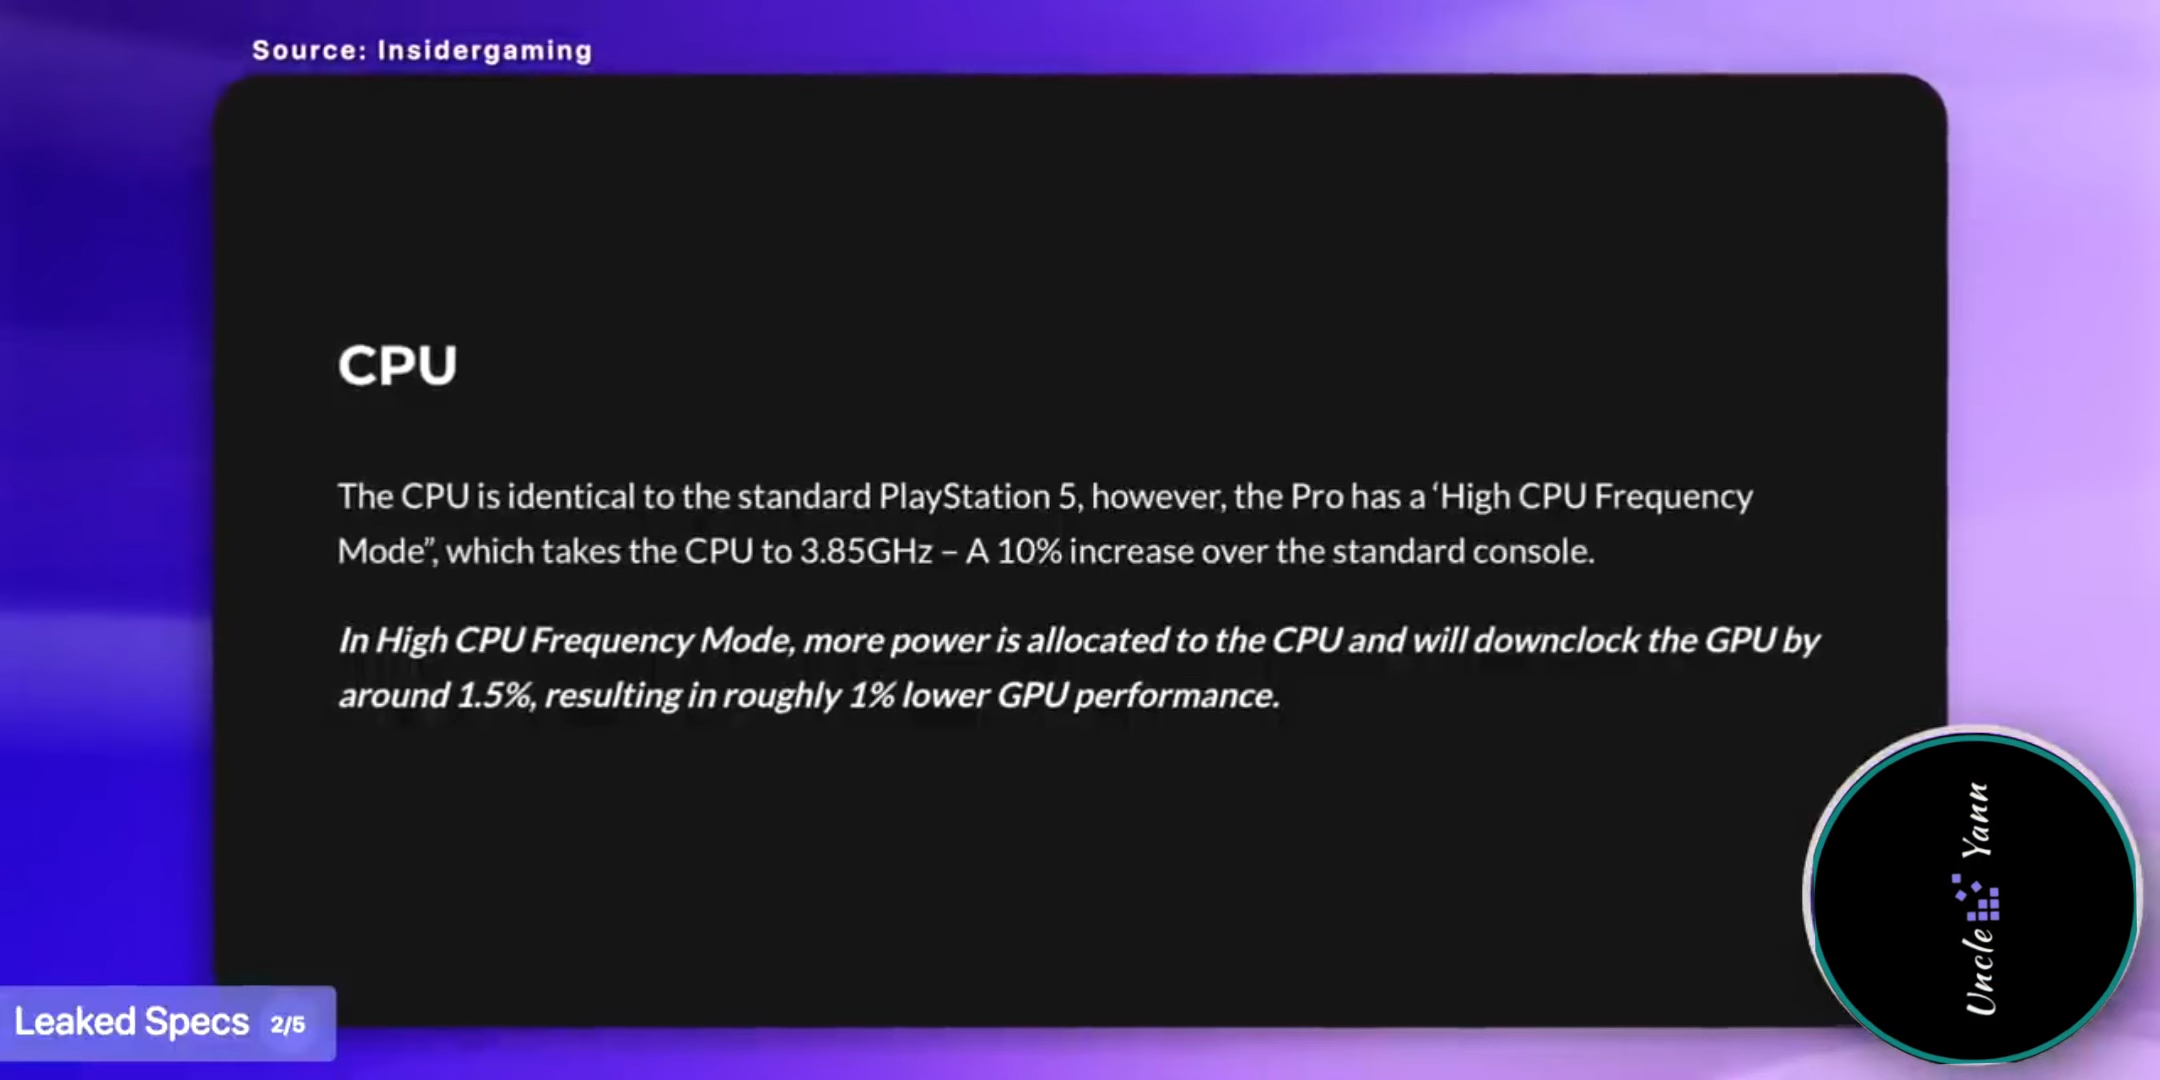 Source: Insidergaming
CPU
The CPU is identical to the standard PlayStation 5, however, the Pro has a ‘High CPU Frequency
Mode”, which takes the CPU to 3.85GHz – A 10% increase over the standard console.
In High CPU Frequency Mode, more power is allocated to the CPU and will downclock the GPU by
around 1.5%, resulting in roughly 1% lower GPU performance.
Uncle Yann
Leaked Specs 2/5